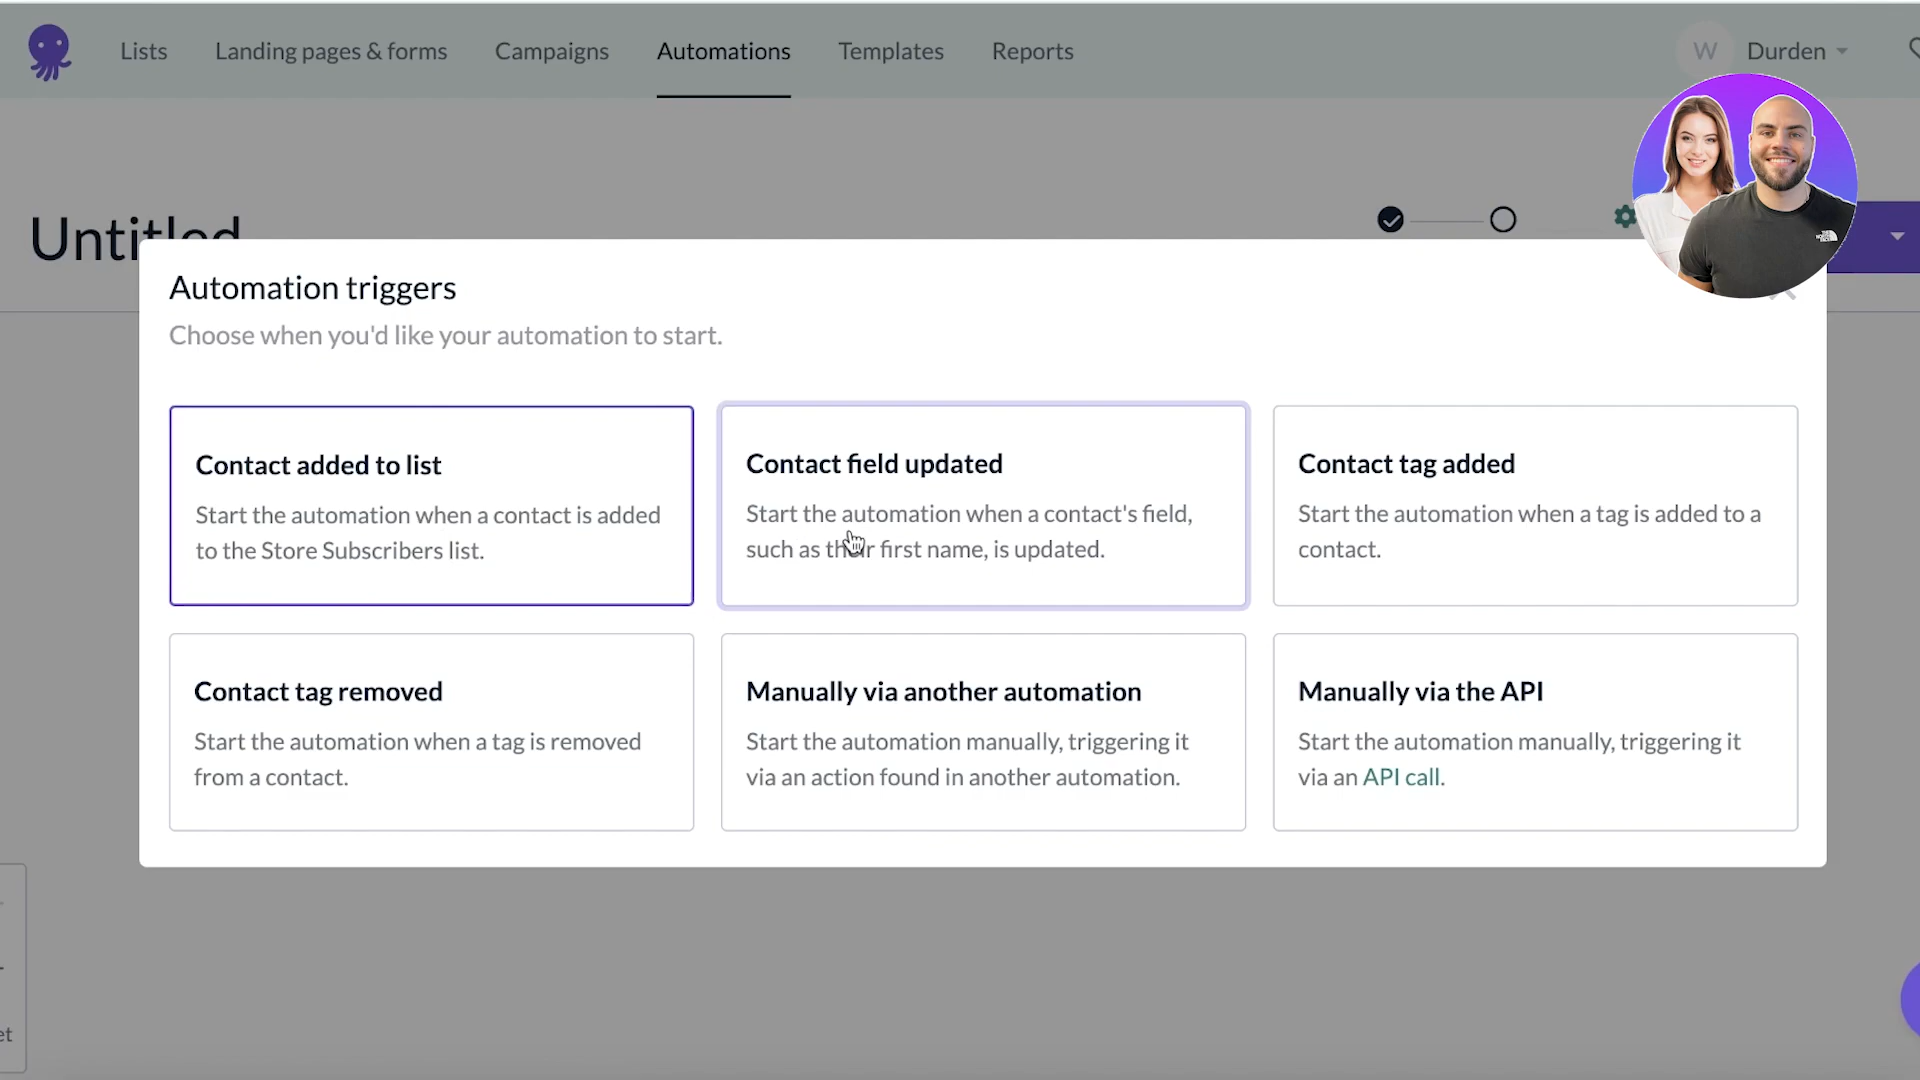 Lists
Landing pages & forms
Campaigns
Automations
Templates
Reports
W
Durden
Untitled
Automation triggers
Choose when you'd like your automation to start.
Contact added to list
Start the automation when a contact is added
to the Store Subscribers list.
Contact field updated
Start the automation when a contact's field,
such as their first name, is updated.
Contact tag added
Start the automation when a tag is added to a
contact.
Contact tag removed
Start the automation when a tag is removed
from a contact.
Manually via another automation
Start the automation manually, triggering it
via an action found in another automation.
Manually via the API
Start the automation manually, triggering it
via an API call.
et